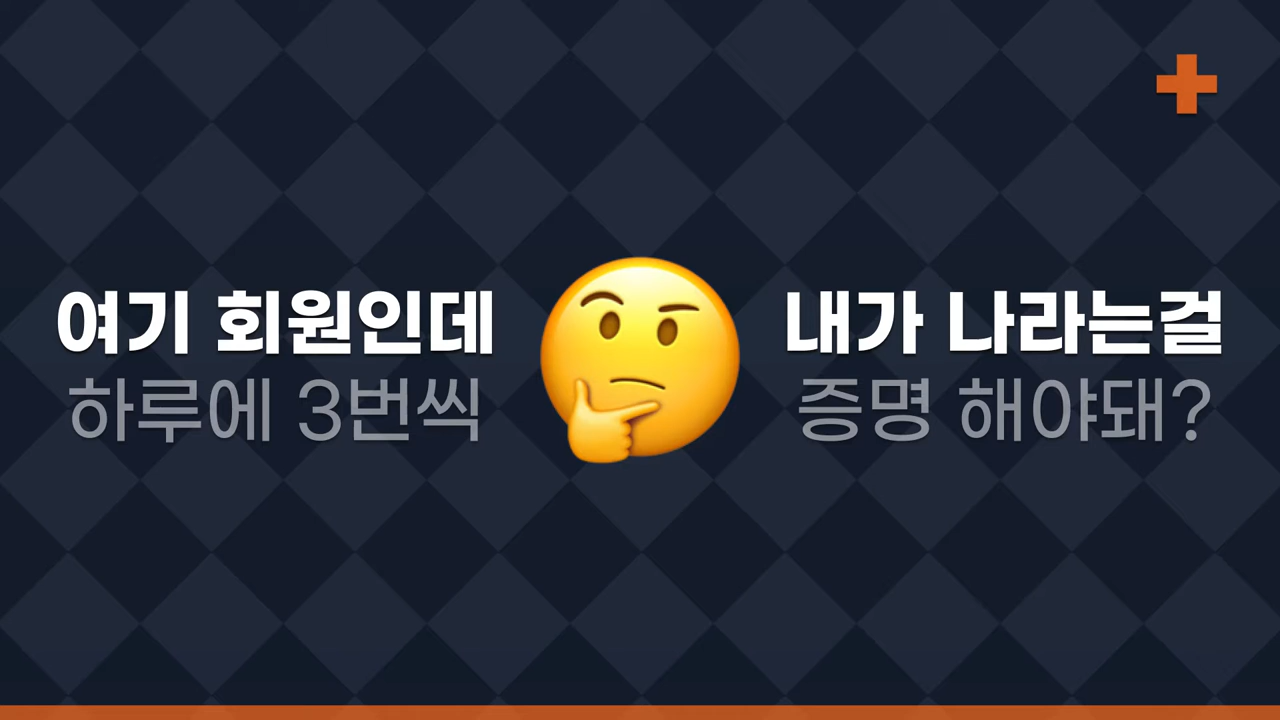 여기 회원인데
하루에 3번씩
내가 나라는걸
증명 해야돼?